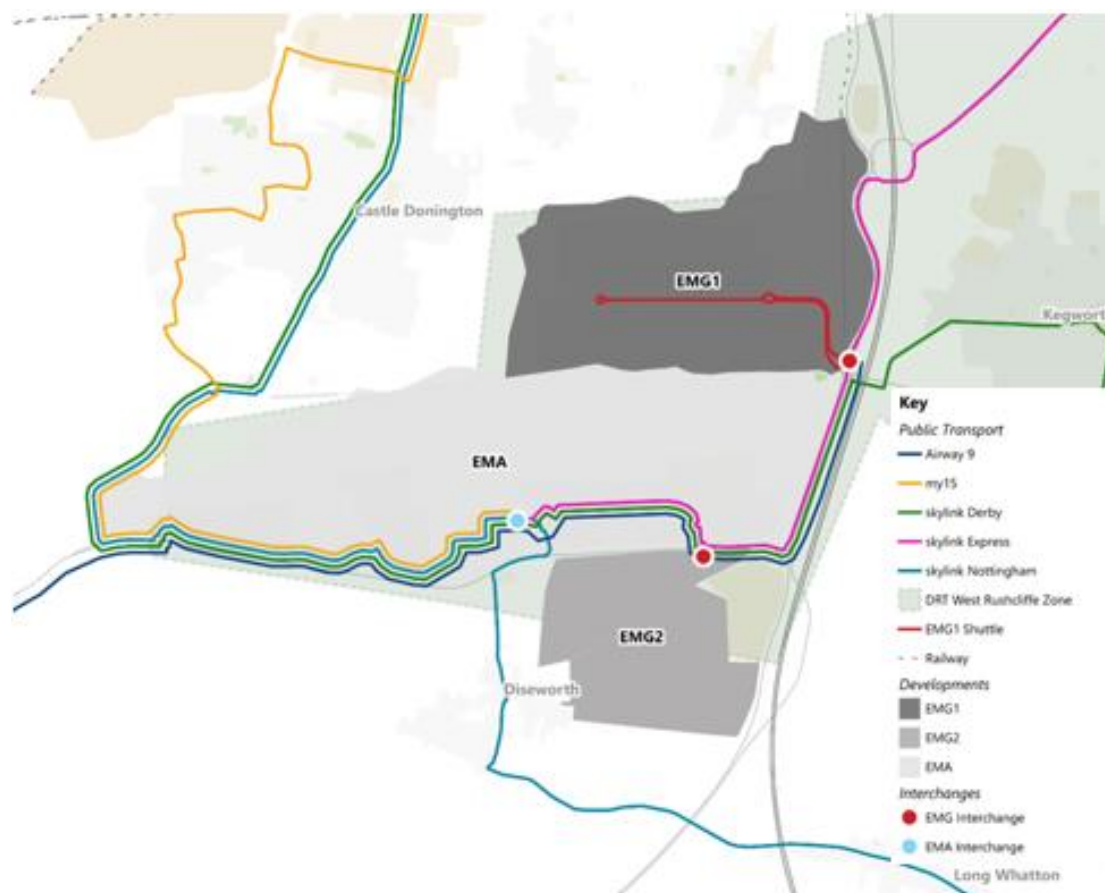 Castle Donington
EMG1
Kegwort
EMA
EMG2
Diseworth
Long Whatton
Key
Public Transport
Airway 9
my15
skylink Derby
skylink Express
skylink Nottingham
DRT West Rushcliffe Zone
EMG1 Shuttle
Railway
Developments
EMG1
EMG2
EMA
Interchanges
EMG Interchange
EMA Interchange